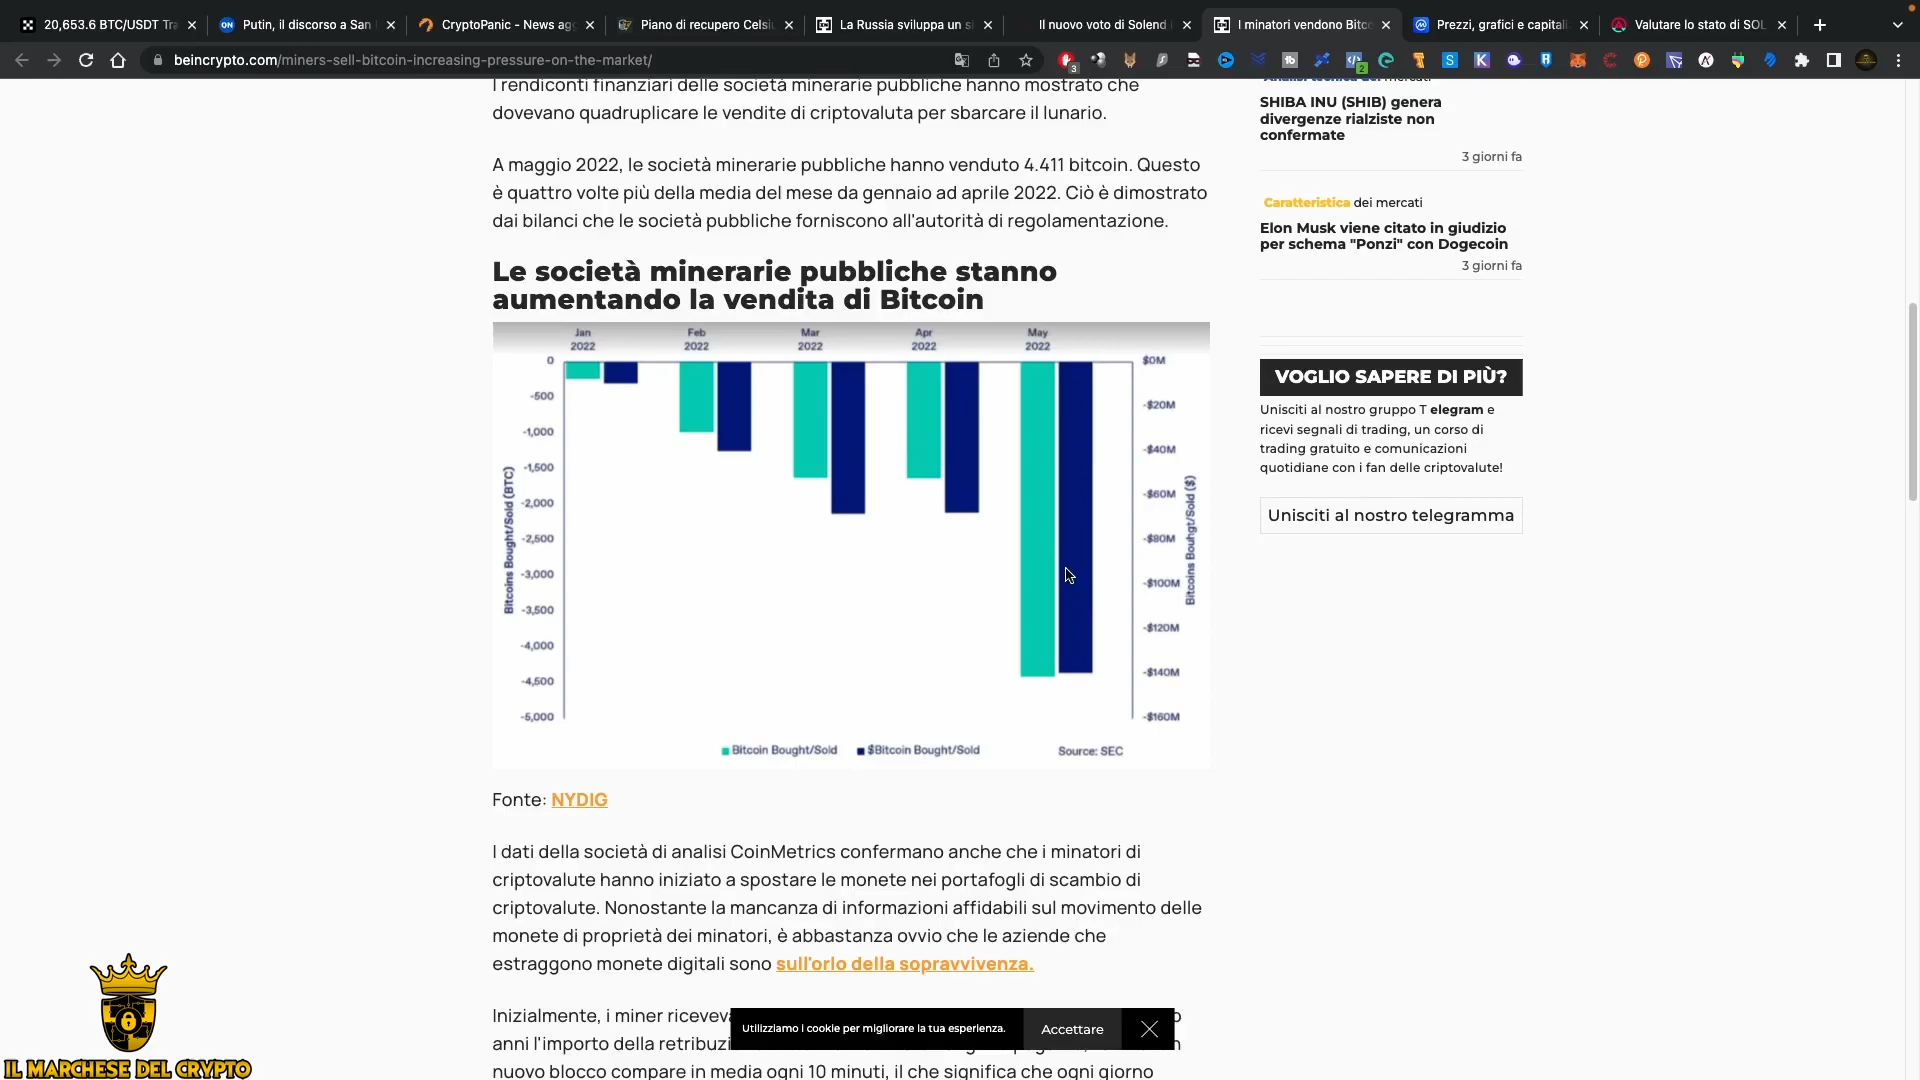 20,653.6 BTC/USDT Tra
Putin, il discorso a San
CryptoPanic - News agg
Piano di recupero Celsiu
La Russia sviluppa un si
Il nuovo voto di Solend
I minatori vendono Bitco
Prezzi, grafici e capitali
Valutare lo stato di SOL
beincrypto.com/miners-sell-bitcoin-increasing-pressure-on-the-market/
I rendiconti finanziari delle società minerarie pubbliche hanno mostrato che
dovevano quadruplicare le vendite di criptovaluta per sbarcare il lunario.
A maggio 2022, le società minerarie pubbliche hanno venduto 4.411 bitcoin. Questo
è quattro volte più della media del mese da gennaio ad aprile 2022. Ciò è dimostrato
dai bilanci che le società pubbliche forniscono all'autorità di regolamentazione.
Le società minerarie pubbliche stanno
aumentando la vendita di Bitcoin
Jan 2022
Feb 2022
Mar 2022
Apr 2022
May 2022
0
-500
-1,000
-1,500
-2,000
-2,500
-3,000
-3,500
-4,000
-4,500
-5,000
Bitcoins Bought/Sold (BTC)
$0M
-$20M
-$40M
-$60M
-$80M
-$100M
-$120M
-$140M
-$160M
Bitcoins Bouhgt/Sold ($)
Bitcoin Bought/Sold
$Bitcoin Bought/Sold
Source: SEC
Fonte: NYDIG
I dati della società di analisi CoinMetrics confermano anche che i minatori di
criptovalute hanno iniziato a spostare le monete nei portafogli di scambio di
criptovalute. Nonostante la mancanza di informazioni affidabili sul movimento delle
monete di proprietà dei minatori, è abbastanza ovvio che le aziende che
estraggono monete digitali sono sull'orlo della sopravvivenza.
Inizialmente, i miner riceveva
anni l'importo della retribuzi
nuovo blocco compare in media ogni 10 minuti, il che significa che ogni giorno
Utilizziamo i cookie per migliorare la tua esperienza.
Accettare
Analisi tecnica dei mercati
SHIBA INU (SHIB) genera
divergenze rialziste non
confermate
3 giorni fa
Caratteristica dei mercati
Elon Musk viene citato in giudizio
per schema "Ponzi" con Dogecoin
3 giorni fa
VOGLIO SAPERE DI PIÙ?
Unisciti al nostro gruppo T elegram e
ricevi segnali di trading, un corso di
trading gratuito e comunicazioni
quotidiane con i fan delle criptovalute!
Unisciti al nostro telegramma
IL MARCHESE DEL CRYPTO